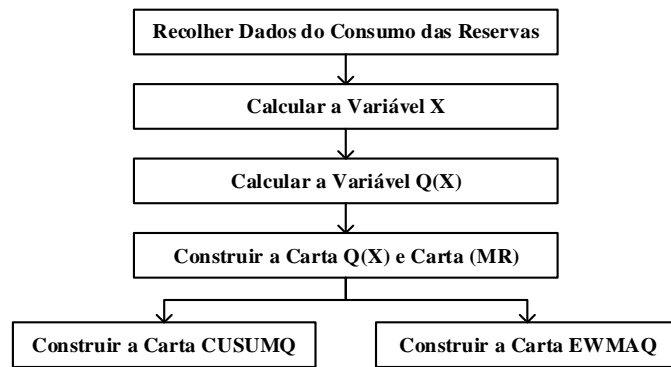 Recolher Dados do Consumo das Reservas
Calcular a Variável X
Calcular a Variável Q(X)
Construir a Carta Q(X) e Carta (MR)
Construir a Carta CUSUMQ
Construir a Carta EWMAQ